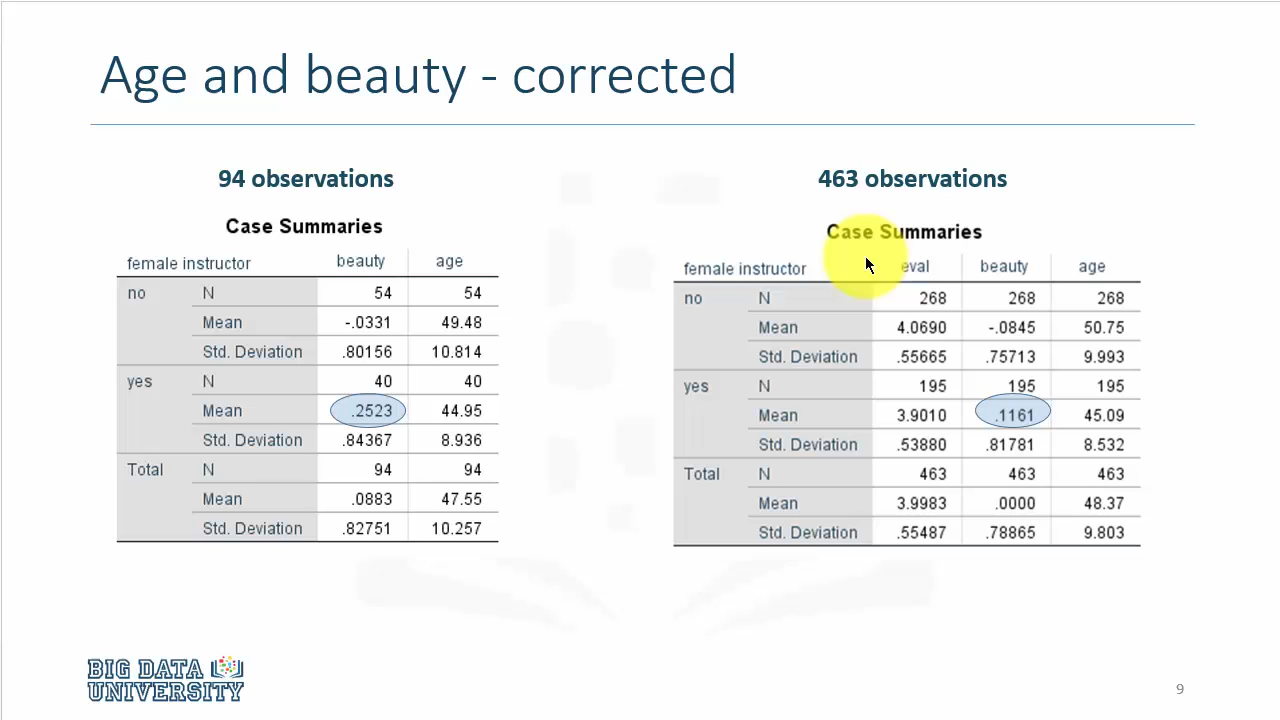 Age and beauty - corrected
94 observations
Case Summaries
female instructor beauty age
no N 54 54
Mean -.0331 49.48
Std. Deviation .80156 10.814
yes N 40 40
Mean .2523 44.95
Std. Deviation .84367 8.936
Total N 94 94
Mean .0883 47.55
Std. Deviation .82751 10.257
463 observations
Case Summaries
female instructor eval beauty age
no N 268 268 268
Mean 4.0690 -.0845 50.75
Std. Deviation .55665 .75713 9.993
yes N 195 195 195
Mean 3.9010 .1161 45.09
Std. Deviation .53880 .81781 8.532
Total N 463 463 463
Mean 3.9983 .0000 48.37
Std. Deviation .55487 .78865 9.803
BIG DATA
UNIVERSITY
9